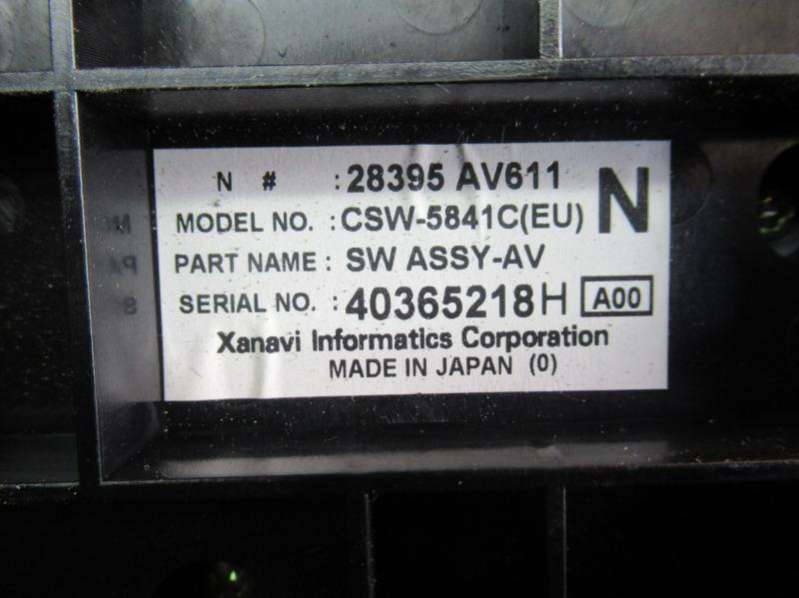 N # : 28395 AV611 N
MODEL NO. : CSW-5841C(EU)
PART NAME : SW ASSY-AV
SERIAL NO. : 40365218H A00
Xanavi Informatics Corporation
MADE IN JAPAN (0)